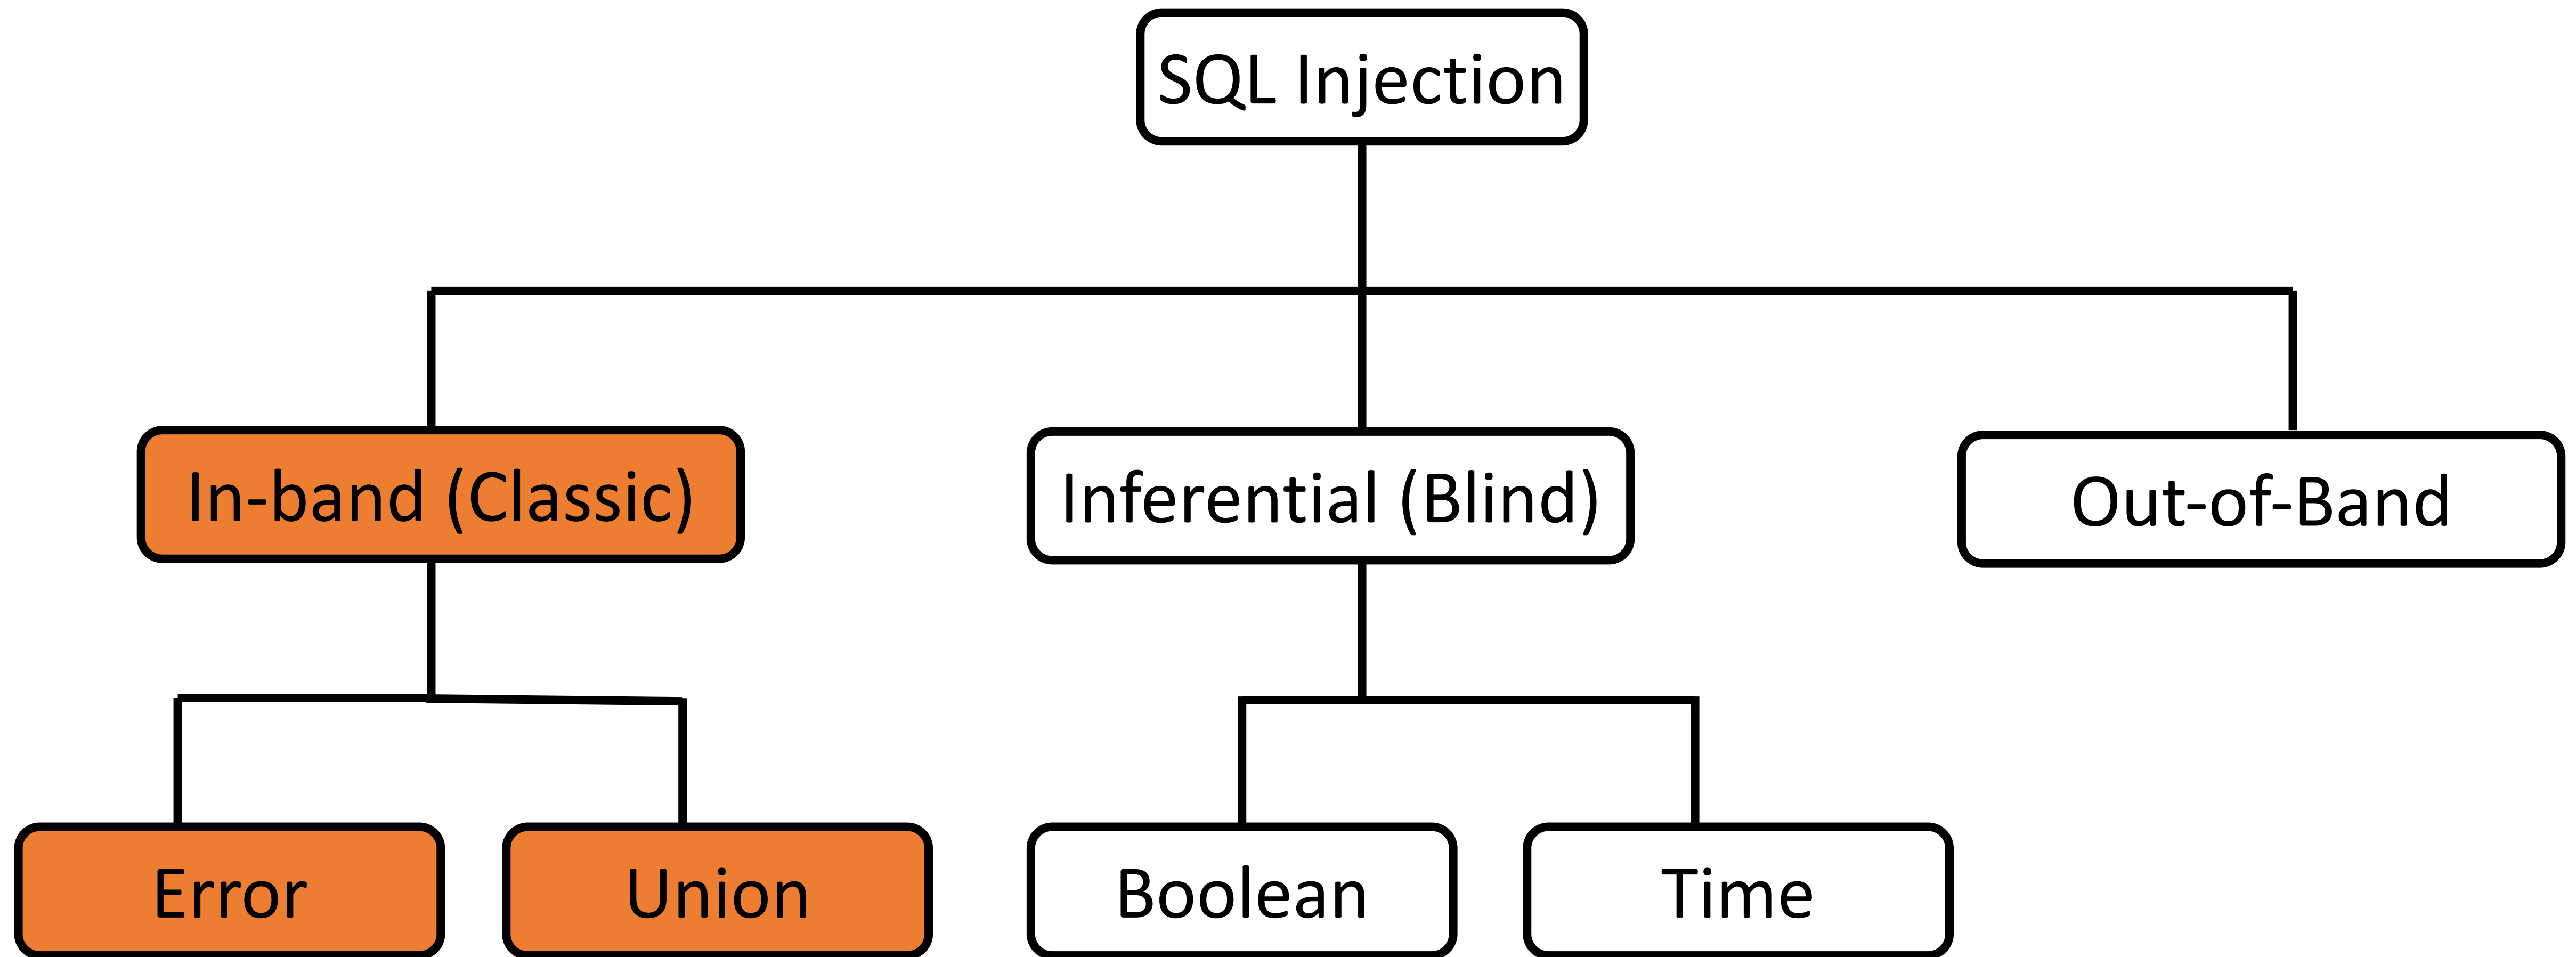 SQL Injection
In-band (Classic)
Inferential (Blind)
Out-of-Band
Error
Union
Boolean
Time